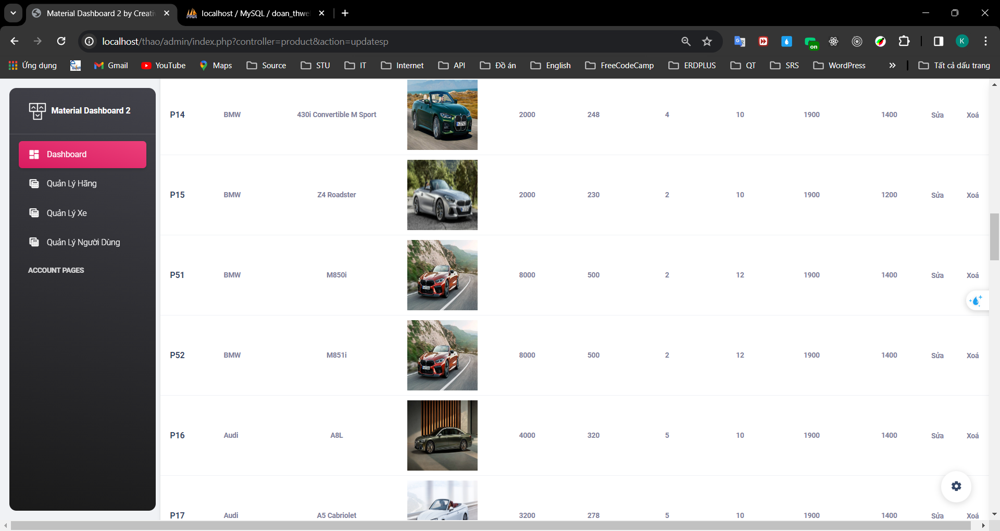 Material Dashboard 2 by Creati
localhost / MySQL / doan_thwe
localhost/thao/admin/index.php?controller=product&action=updatesp
on
K
Ứng dụng
Gmail
YouTube
Maps
Source
STU
IT
Internet
API
Đồ án
English
FreeCodeCamp
ERDPLUS
QT
SRS
WordPress
Tất cả dấu trang
Material Dashboard 2
Dashboard
Quản Lý Hãng
Quản Lý Xe
Quản Lý Người Dùng
ACCOUNT PAGES
P14 BMW 430i Convertible M Sport 2000 248 4 10 1900 1400 Sửa Xoá
P15 BMW Z4 Roadster 2000 230 2 10 1900 1200 Sửa Xoá
P51 BMW M850i 8000 500 2 12 1900 1400 Sửa Xoá
P52 BMW M851i 8000 500 2 12 1900 1400 Sửa Xoá
P16 Audi A8L 4000 320 5 10 1900 1400 Sửa Xoá
P17 Audi A5 Cabriolet 3200 278 5 10 1900 1400 Sửa Xoá